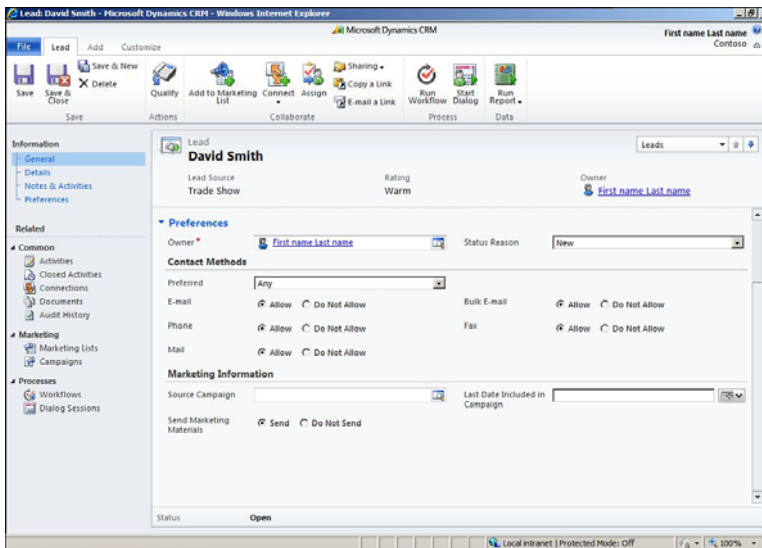 Lead: David Smith - Microsoft Dynamics CRM - Windows Internet Explorer
Microsoft Dynamics CRM
First name Last name
Contoso
File Lead Add Customize
Save
Save & Close
Save & New
Delete
Save
Qualify
Actions
Add to Marketing List
Connect
Assign
Sharing
Copy a Link
E-mail a Link
Collaborate
Run Workflow
Start Dialog
Process
Run Report
Data
Information
General
Details
Notes & Activities
Preferences
Related
Common
Activities
Closed Activities
Connections
Documents
Audit History
Marketing
Marketing Lists
Campaigns
Processes
Workflows
Dialog Sessions
Lead
David Smith
Leads
Lead Source
Trade Show
Rating
Warm
Owner
First name Last name
Preferences
Owner* First name Last name
Status Reason New
Contact Methods
Preferred Any
E-mail Allow Do Not Allow
Bulk E-mail Allow Do Not Allow
Phone Allow Do Not Allow
Fax Allow Do Not Allow
Mail Allow Do Not Allow
Marketing Information
Source Campaign
Last Date Included in
Campaign
Send Marketing
Materials
Send Do Not Send
Status Open
Local intranet | Protected Mode: Off
100%